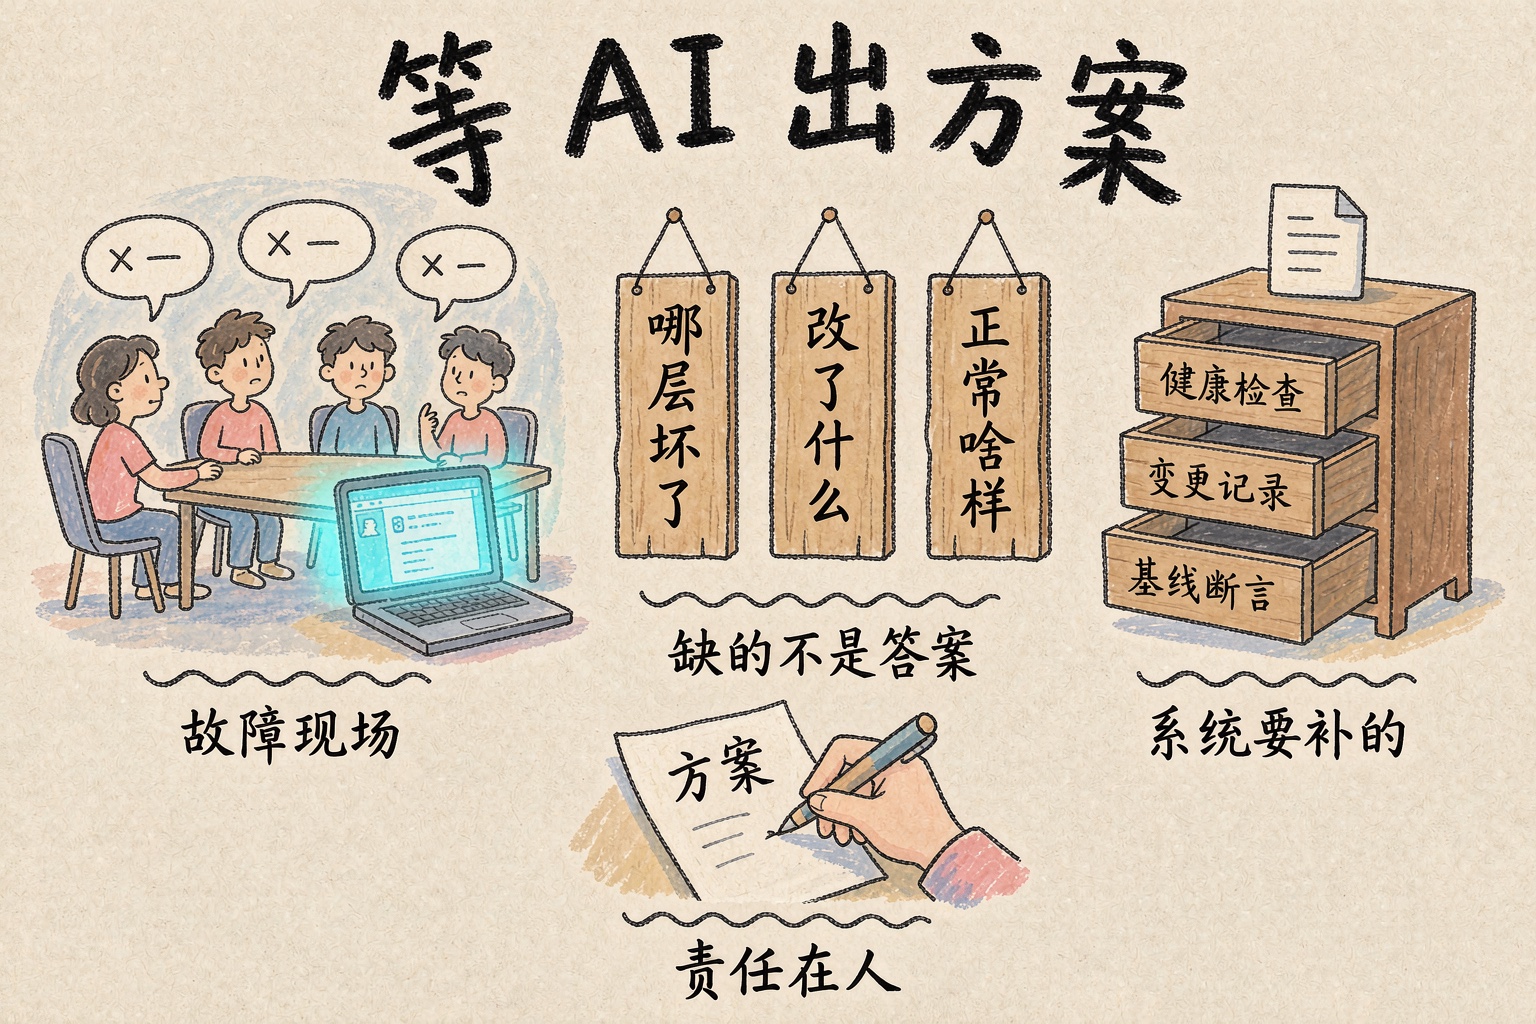 等 AI 出方案
× —
× —
× —
故障现场
哪层坏了
改了什么
正常啥样
缺的不是答案
健康检查
变更记录
基线断言
系统要补的
方案
责任在人